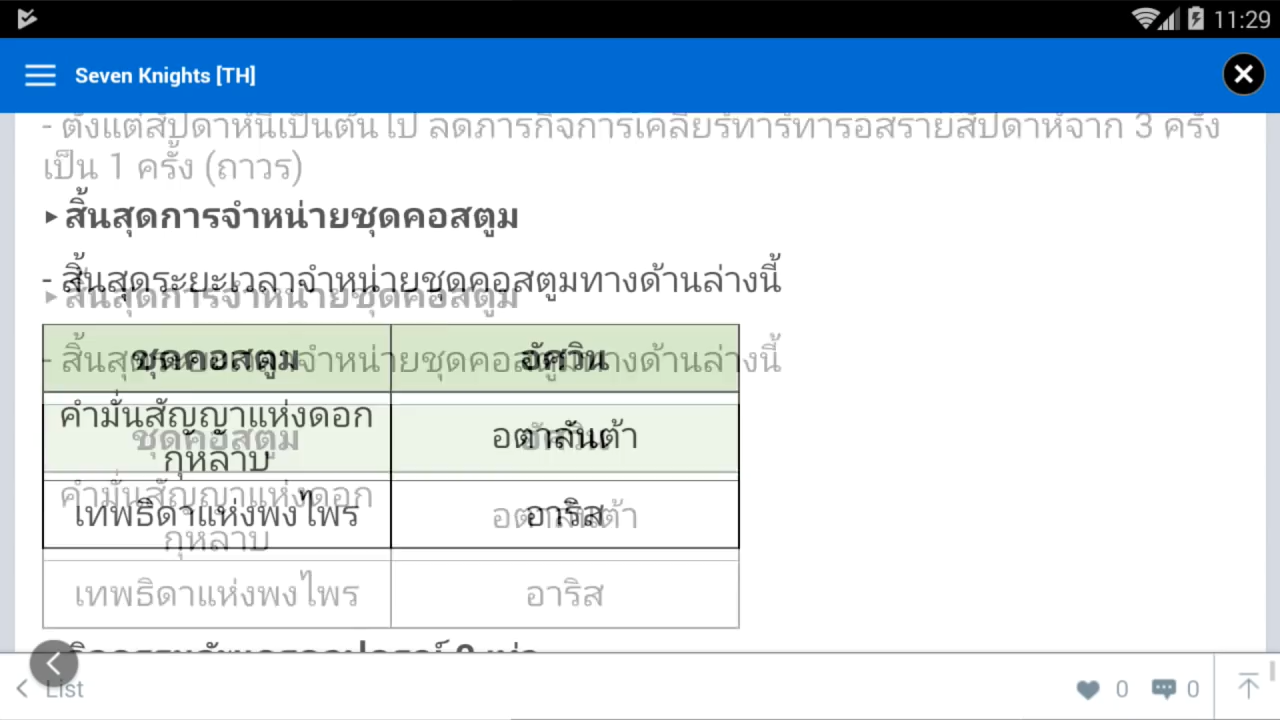 11:29
Seven Knights [TH]
- ตั้งแต่สัปดาห์นี้เป็นต้นไป ลดภารกิจการเคลียร์ทาร์ทารอสรายสัปดาห์จาก 3 ครั้ง
เป็น 1 ครั้ง (ถาวร)
▸สิ้นสุดการจำหน่ายชุดคอสตูม
- สิ้นสุดระยะเวลาจำหน่ายชุดคอสตูมทางด้านล่างนี้
ชุดคอสตูม อัศวิน
คำมั่นสัญญาแห่งดอก
กุหลาบ
อตาลันต้า
เทพธิดาแห่งพงไพร อาริส
List
0
0